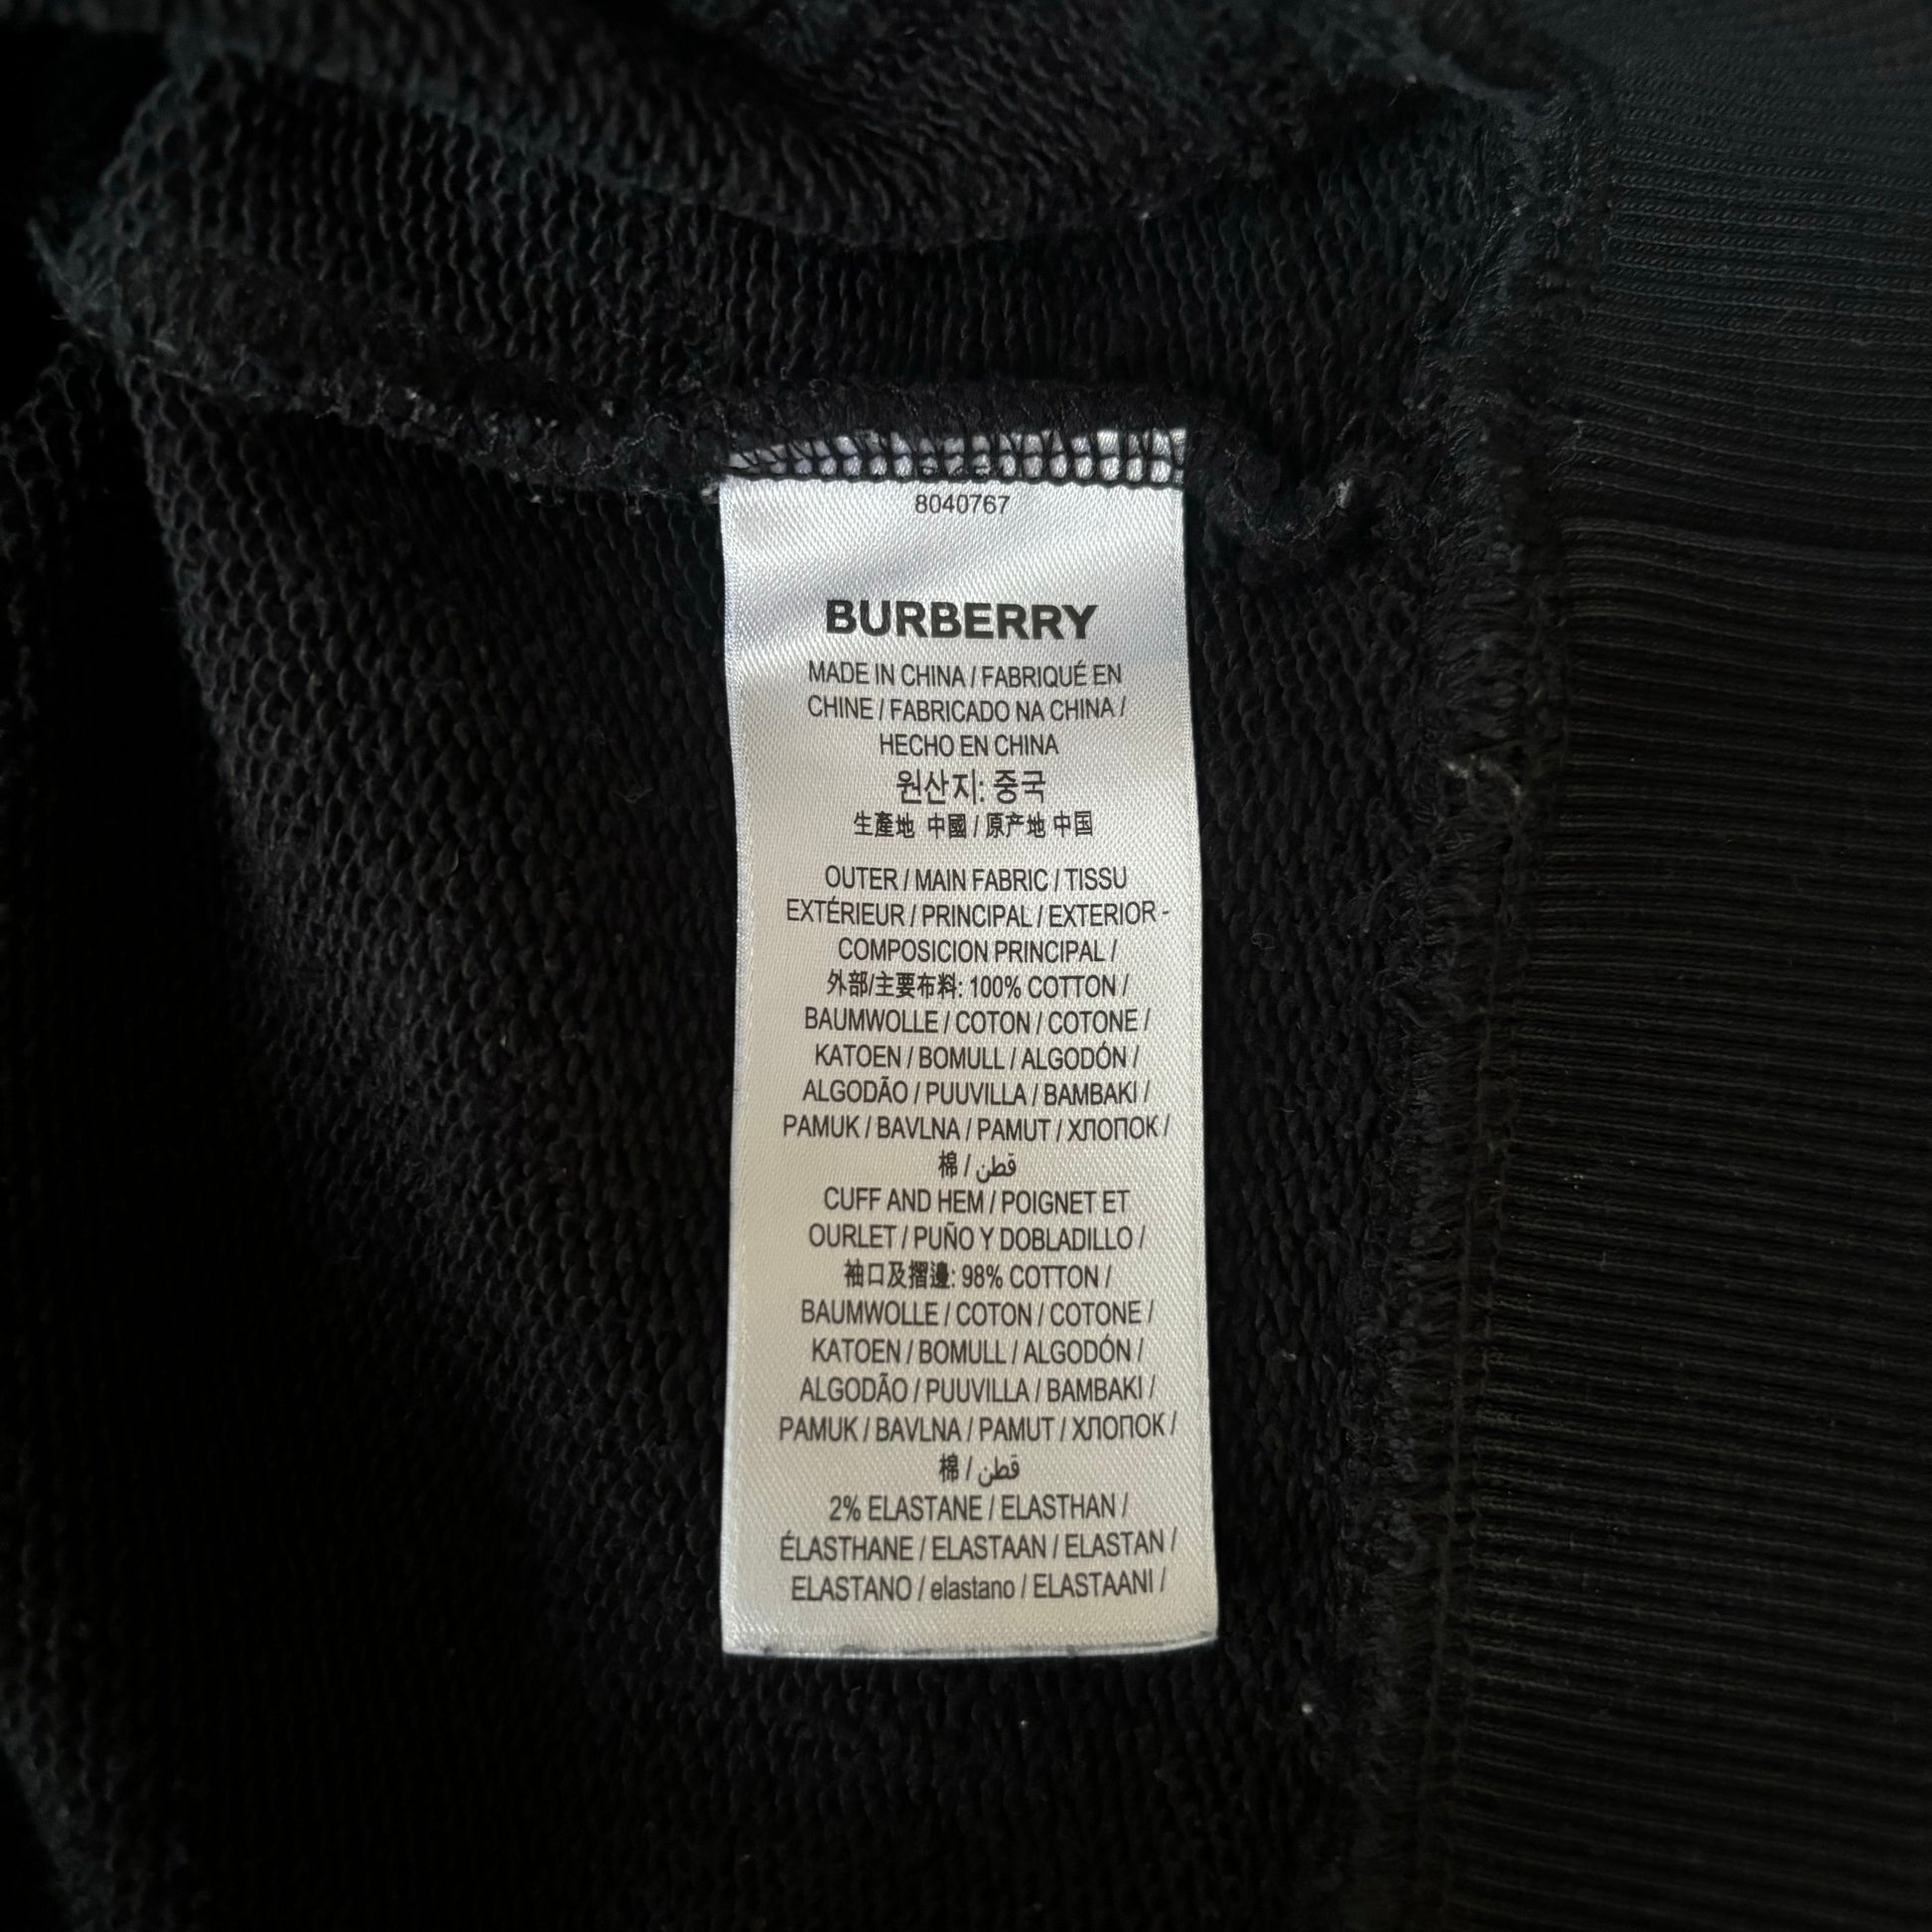 8040767
BURBERRY
MADE IN CHINA / FABRIQUÉ EN
CHINE / FABRICADO NA CHINA /
HECHO EN CHINA
원산지: 중국
生產地 中國 / 原产地 中国
OUTER / MAIN FABRIC / TISSU
EXTÉRIEUR / PRINCIPAL / EXTERIOR -
COMPOSICION PRINCIPAL /
外部/主要布料: 100% COTTON /
BAUMWOLLE / COTON / COTONE /
KATOEN / BOMULL / ALGODÓN /
ALGODÃO / PUUVILLA / BAMBAKI /
PAMUK / BAVLNA / PAMUT / ХЛОПОК /
棉 / قطن
CUFF AND HEM / POIGNET ET
OURLET / PUÑO Y DOBLADILLO /
袖口及摺邊: 98% COTTON /
BAUMWOLLE / COTON / COTONE /
KATOEN / BOMULL / ALGODÓN /
ALGODÃO / PUUVILLA / BAMBAKI /
PAMUK / BAVLNA / PAMUT / ХЛОПОК /
棉 / قطن
2% ELASTANE / ELASTHAN /
ÉLASTHANE / ELASTAAN / ELASTAN /
ELASTANO / elastano / ELASTAANI /